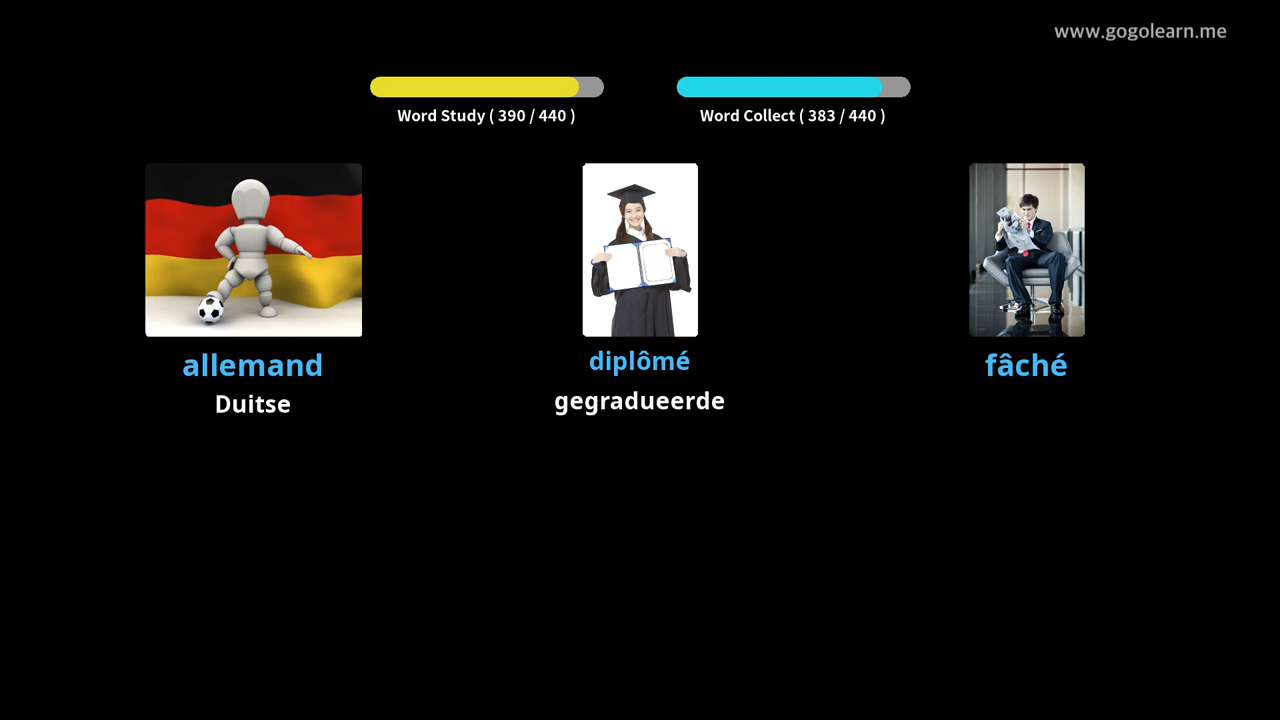 www.gogolearn.me
Word Study ( 390 / 440 )
Word Collect ( 383 / 440 )
allemand
Duitse
diplômé
gegradueerde
fâché